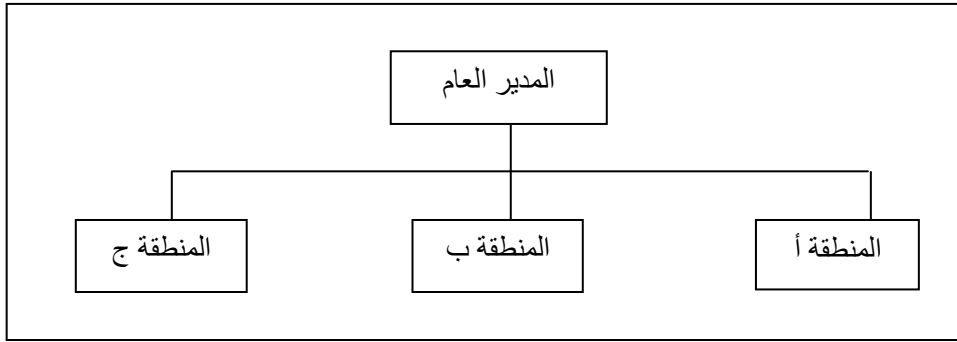 المدير العام
المنطقة أ
المنطقة ب
المنطقة ج